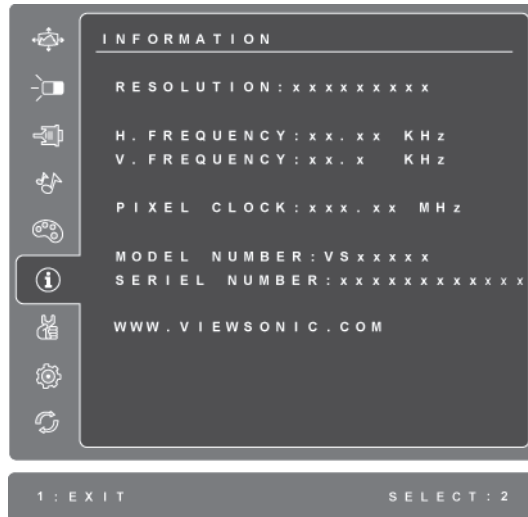 INFORMATION
RESOLUTION:xxxxxxxxx
H. FREQUENCY:xx.xx KHz
V. FREQUENCY:xx.x KHz
PIXEL CLOCK:xxx.xx MHz
MODEL NUMBER:VSxxxxx
SERIEL NUMBER:xxxxxxxxxxxx
WWW.VIEWSONIC.COM
1:EXIT SELECT:2